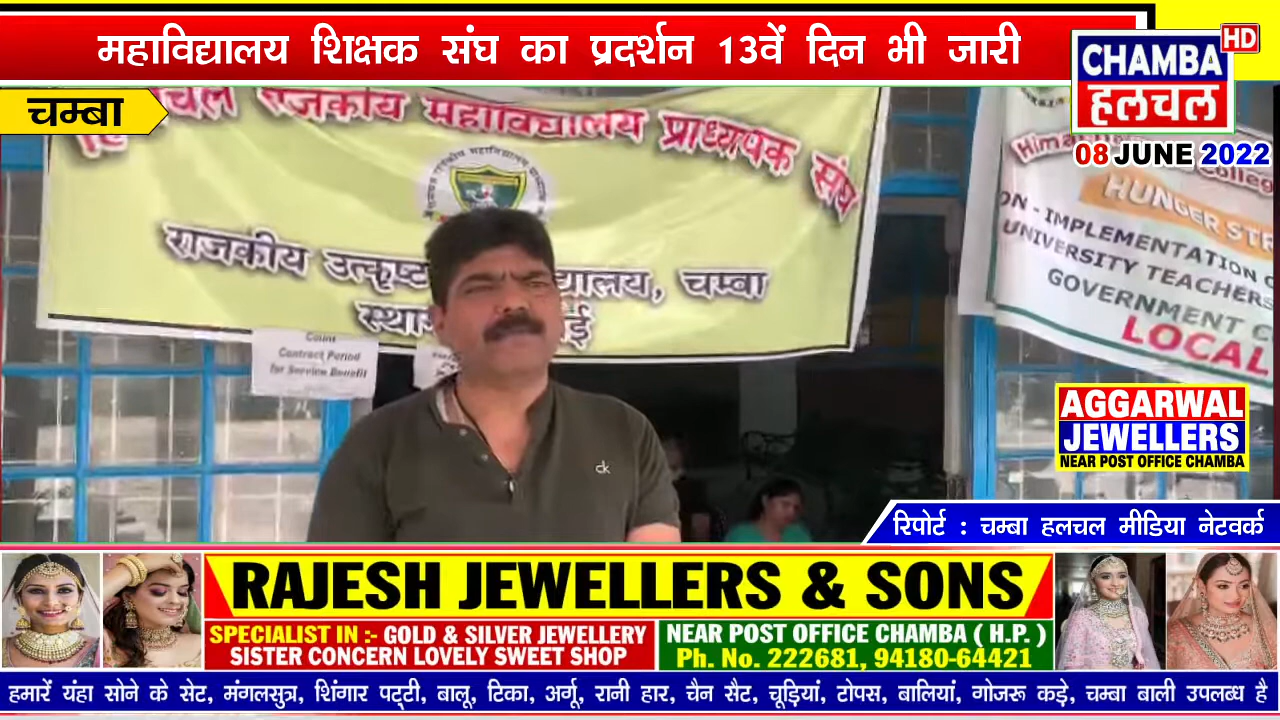 महाविद्यालय शिक्षक संघ का प्रदर्शन 13वें दिन भी जारी
CHAMBA HD
हलचल
08 JUNE 2022
चम्बा
राजकीय महाविद्यालय प्राध्यापक संघ
राजकीय उत्कृष्ट चम्बा
Contract Period
for Service Benefit
College
HUNGER
IMPLEMENTATION
UNIVERSITY TEACHERS
GOVERNMENT
LOCAL
AGGARWAL
JEWELLERS
NEAR POST OFFICE CHAMBA
रिपोर्ट : चम्बा हलचल मीडिया नेटवर्क
RAJESH JEWELLERS & SONS
SPECIALIST IN :- GOLD & SILVER JEWELLERY
SISTER CONCERN LOVELY SWEET SHOP
NEAR POST OFFICE CHAMBA ( H.P. )
Ph. No. 222681, 94180-64421
हमारें यंहा सोने के सेट, मंगलसुत्र, शिंगार पट्टी, बालू, टिका, अर्गू, रानी हार, चैन सैट, चूड़ियां, टोपस, बालियां, गोजरू कड़े, चम्बा बाली उपलब्ध है